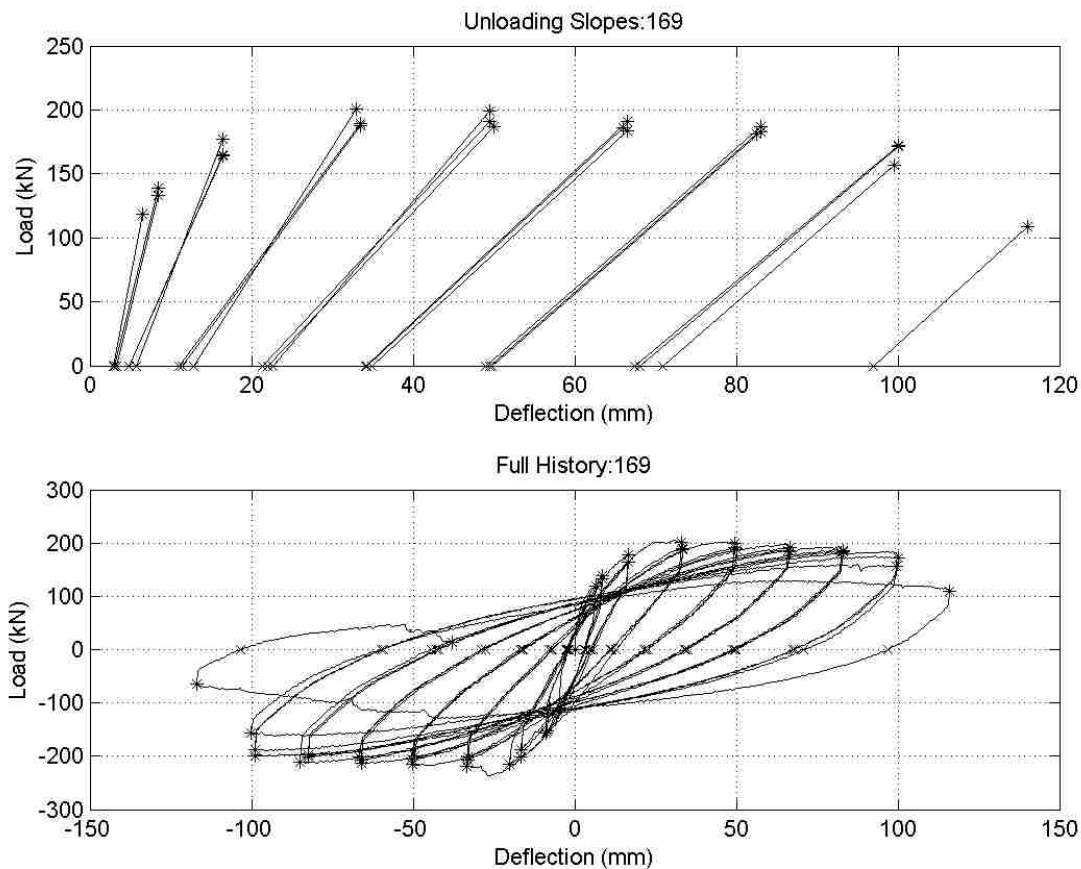 Unloading Slopes:169
250
200
150
100
50
0
Load (kN)
0 20 40 60 80 100 120
Deflection (mm)
Full History:169
300
200
100
0
-100
-200
-300
Load (kN)
-150 -100 -50 0 50 100 150
Deflection (mm)